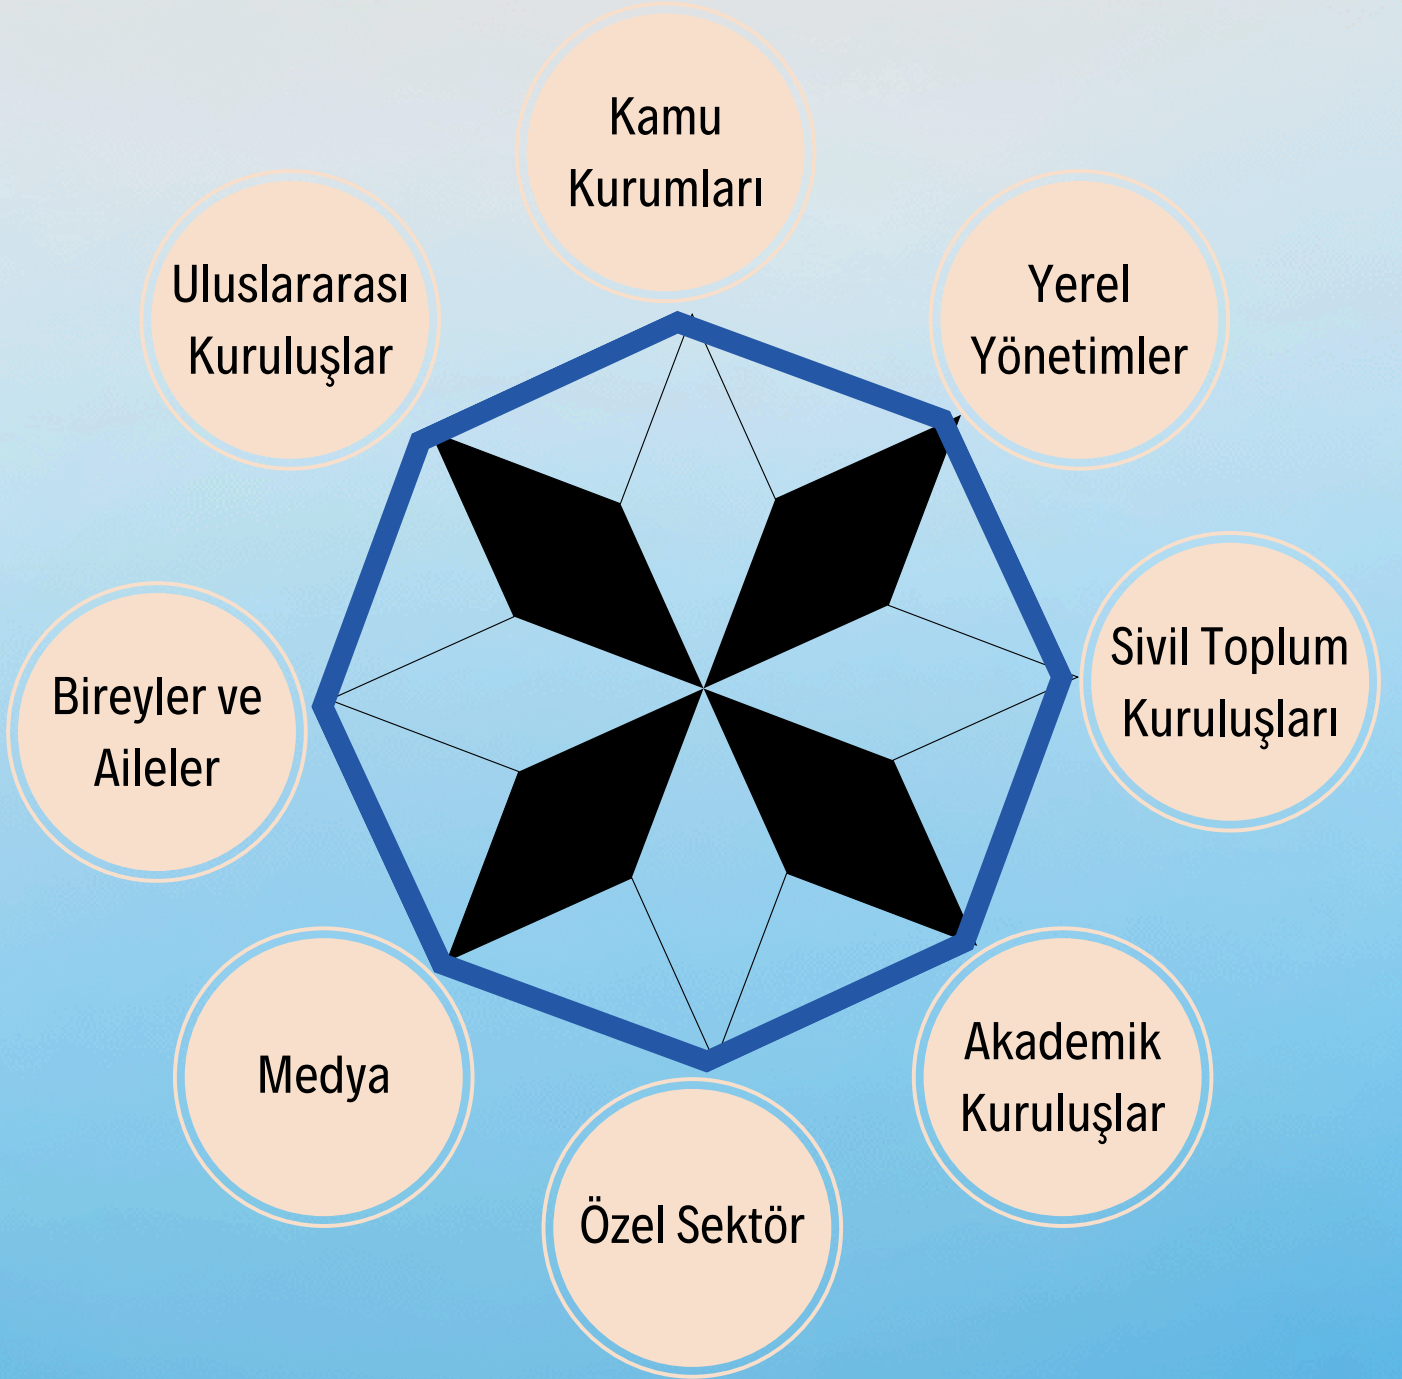 Kamu
Kurumları
Yerel
Yönetimler
Sivil Toplum
Kuruluşları
Akademik
Kuruluşlar
Özel Sektör
Medya
Bireyler ve
Aileler
Uluslararası
Kuruluşlar